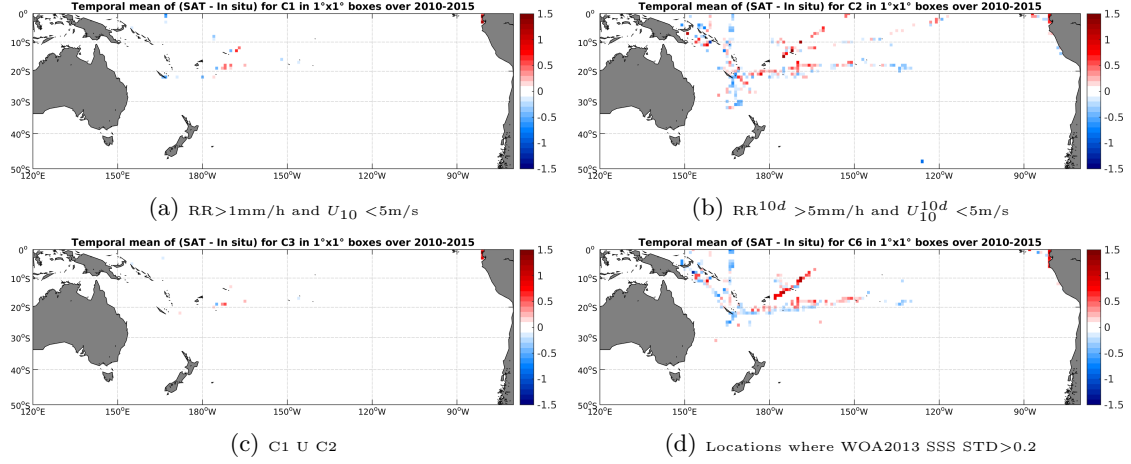 Temporal mean of (SAT - In situ) for C1 in 1°x1° boxes over 2010-2015
0°
10°S
20°S
30°S
40°S
50°S
120°E 150°E 180°W 150°W 120°W 90°W
1.5
1
0.5
0
-0.5
-1
-1.5
(a) RR>1mm/h and U10 <5m/s
Temporal mean of (SAT - In situ) for C2 in 1°x1° boxes over 2010-2015
0°
10°S
20°S
30°S
40°S
50°S
120°E 150°E 180°W 150°W 120°W 90°W
1.5
1
0.5
0
-0.5
-1
-1.5
(b) RR^10d >5mm/h and U10^10d <5m/s
Temporal mean of (SAT - In situ) for C3 in 1°x1° boxes over 2010-2015
0°
10°S
20°S
30°S
40°S
50°S
120°E 150°E 180°W 150°W 120°W 90°W
1.5
1
0.5
0
-0.5
-1
-1.5
(c) C1 U C2
Temporal mean of (SAT - In situ) for C6 in 1°x1° boxes over 2010-2015
0°
10°S
20°S
30°S
40°S
50°S
120°E 150°E 180°W 150°W 120°W 90°W
1.5
1
0.5
0
-0.5
-1
-1.5
(d) Locations where WOA2013 SSS STD>0.2